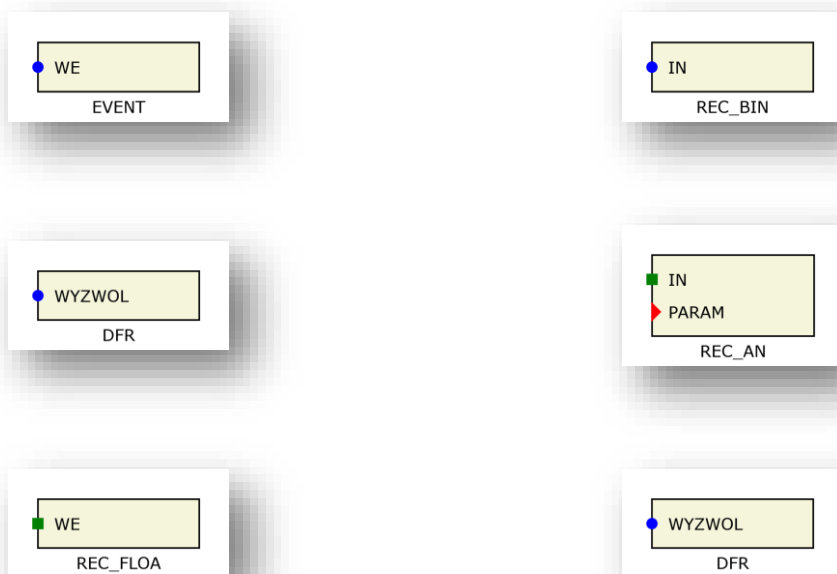 WE
EVENT
IN
REC_BIN
WYZWOL
DFR
IN
PARAM
REC_AN
WE
REC_FLOA
WYZWOL
DFR